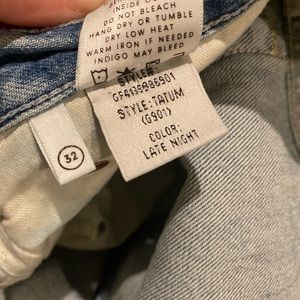 INSIDE OUT
DO NOT BLEACH
HANG DRY OR TUMBLE
DRY LOW HEAT
WARM IRON IF NEEDED
INDIGO MAY BLEED
STYLE#:
STYLE:TATUM
(G901)
COLOR:
LATE NIGHT
32